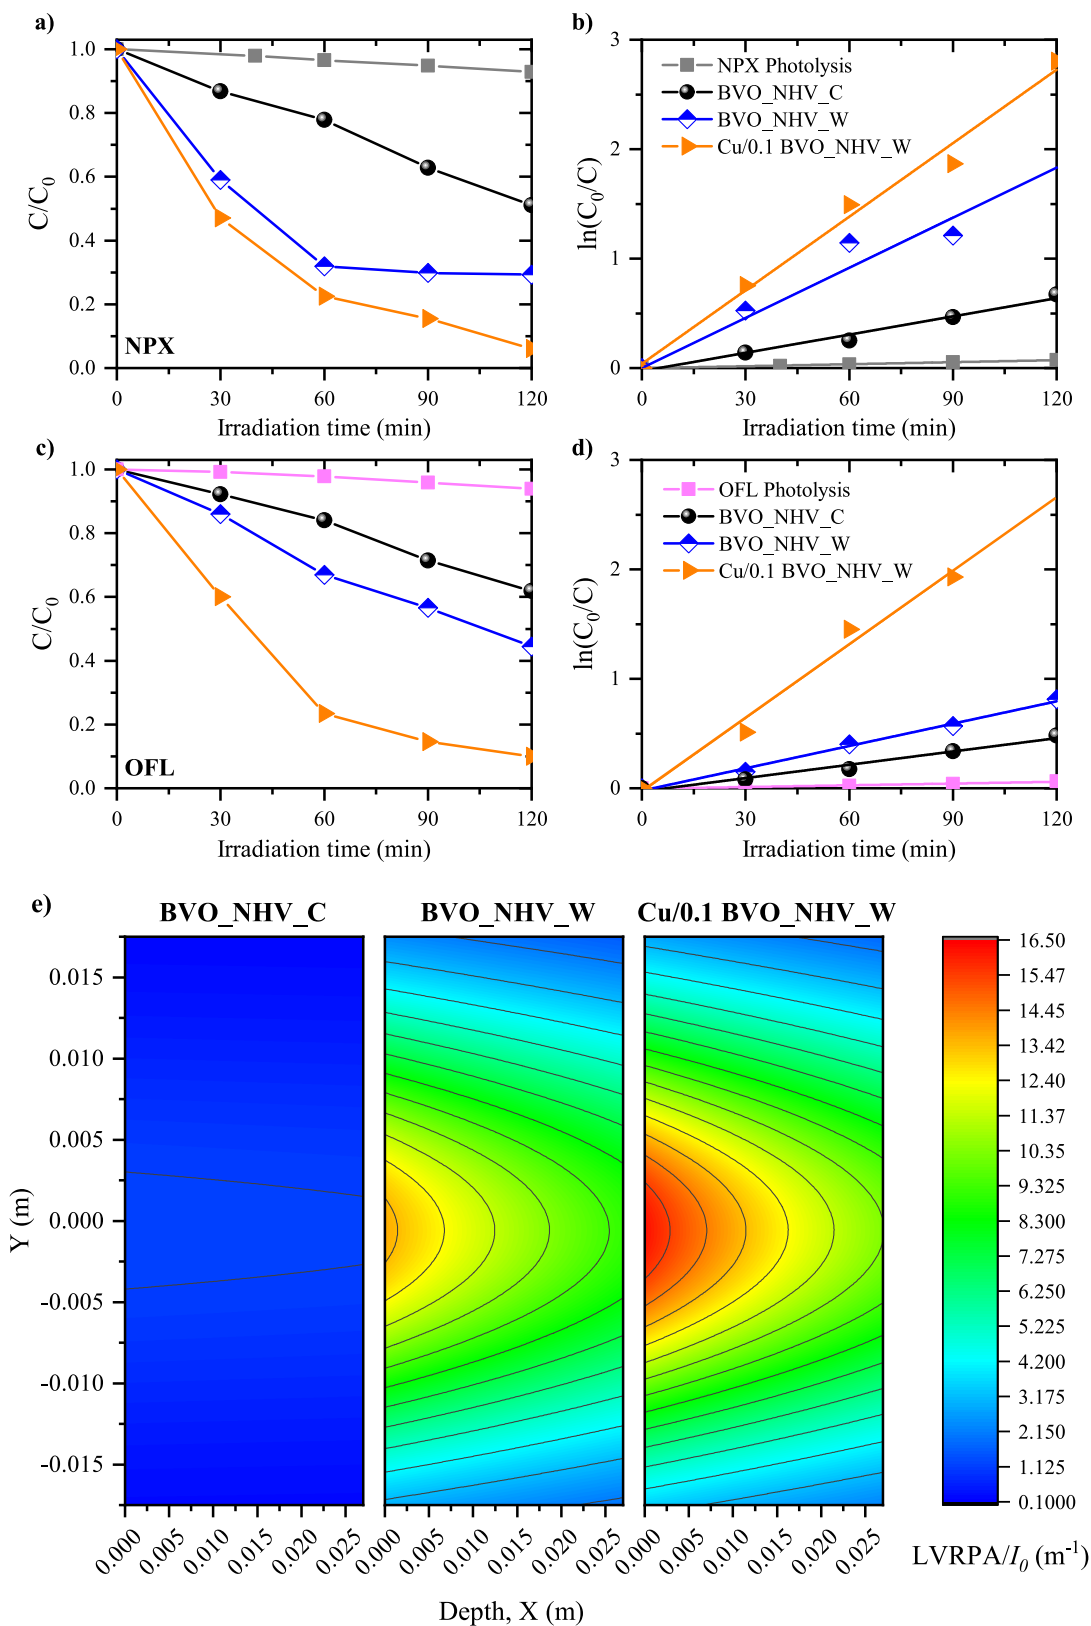 a)
1.0
0.8
0.6
0.4
0.2
0.0
C/C0
NPX
0 30 60 90 120
Irradiation time (min)
b)
3
2
1
0
ln(C0/C)
NPX Photolysis
BVO_NHV_C
BVO_NHV_W
Cu/0.1 BVO_NHV_W
0 30 60 90 120
Irradiation time (min)
c)
1.0
0.8
0.6
0.4
0.2
0.0
C/C0
OFL
0 30 60 90 120
Irradiation time (min)
d)
3
2
1
0
ln(C0/C)
OFL Photolysis
BVO_NHV_C
BVO_NHV_W
Cu/0.1 BVO_NHV_W
0 30 60 90 120
Irradiation time (min)
e)
BVO_NHV_C BVO_NHV_W Cu/0.1 BVO_NHV_W
0.015
0.010
0.005
0.000
-0.005
-0.010
-0.015
Y (m)
0.000 0.005 0.010 0.015 0.020 0.025
0.000 0.005 0.010 0.015 0.020 0.025
0.000 0.005 0.010 0.015 0.020 0.025
Depth, X (m)
16.50
15.47
14.45
13.42
12.40
11.37
10.35
9.325
8.300
7.275
6.250
5.225
4.200
3.175
2.150
1.125
0.1000
LVRPA/I0 (m-1)